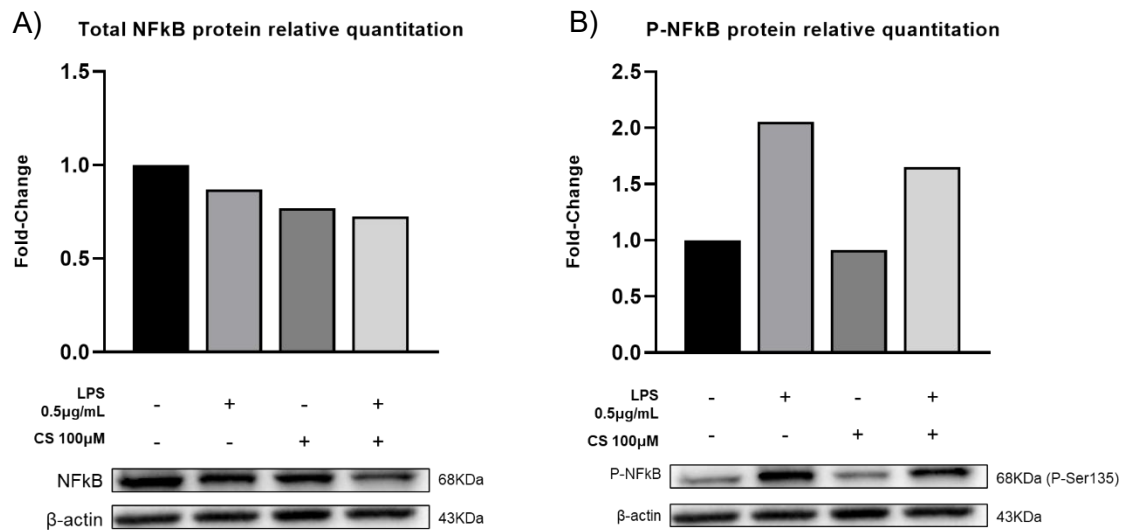 A) Total NFkB protein relative quantitation
Fold-Change
1.5
1.0
0.5
0.0
LPS
0.5µg/mL
- + - +
CS 100µM - - + +
NFkB 68KDa
β-actin 43KDa
B) P-NFkB protein relative quantitation
Fold-Change
2.5
2.0
1.5
1.0
0.5
0.0
LPS
0.5µg/mL
- + - +
CS 100µM - - + +
P-NFkB 68KDa (P-Ser135)
β-actin 43KDa